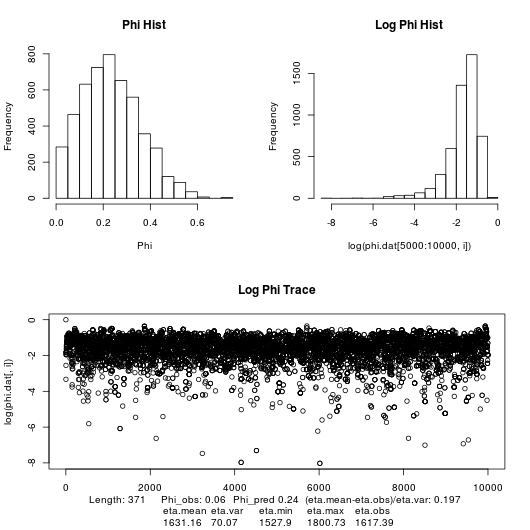 Phi Hist
Log Phi Hist
Frequency
0 200 400 600 800
0.0 0.2 0.4 0.6
Phi
Frequency
0 500 1000 1500
-8 -6 -4 -2 0
log(phi.dat[5000:10000, i])
Log Phi Trace
log(phi.dat[, i])
0 -2 -4 -6 -8
0 2000 4000 6000 8000 10000
Length: 371 Phi_obs: 0.06 Phi_pred 0.24 (eta.mean-eta.obs)/eta.var: 0.197
eta.mean eta.var eta.min eta.max eta.obs
1631.16 70.07 1527.9 1800.73 1617.39